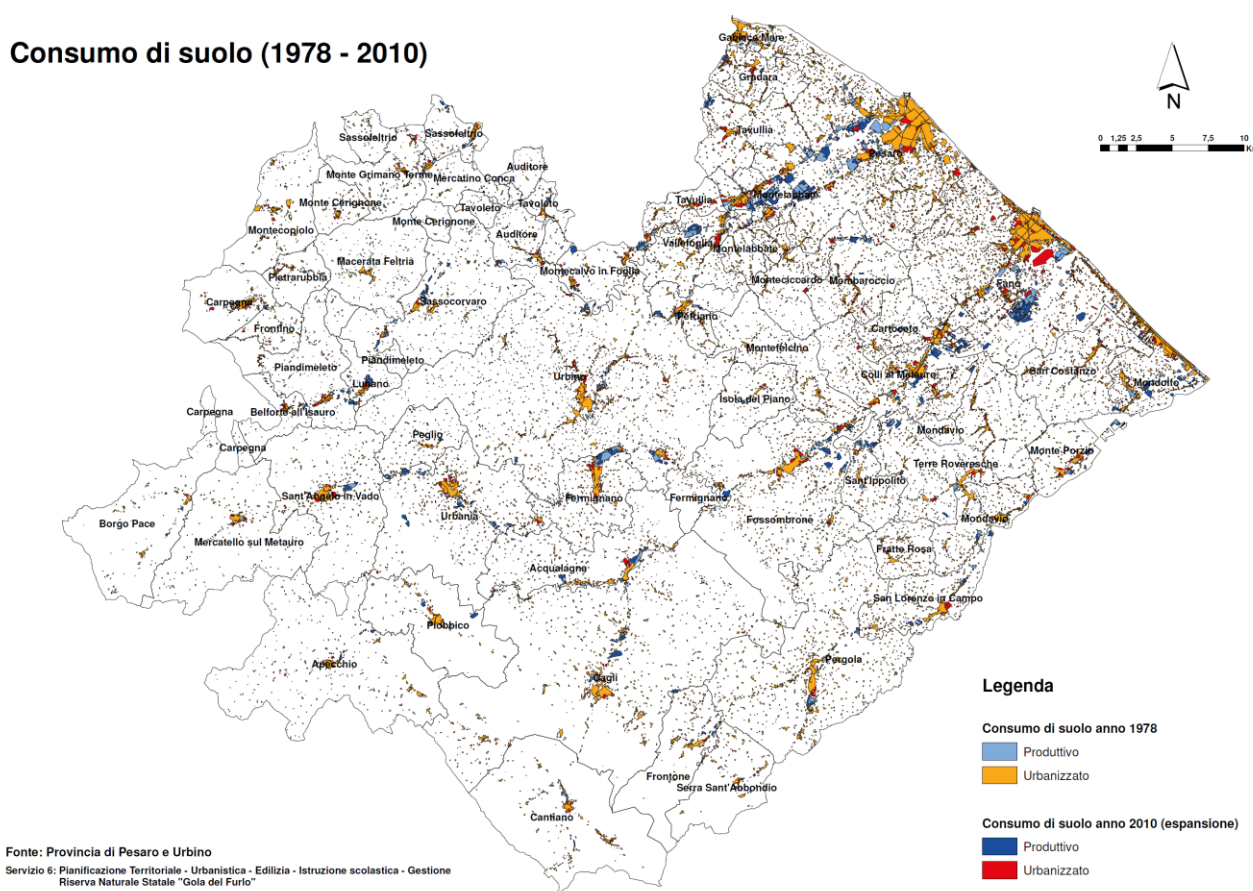 Consumo di suolo (1978 - 2010)
N
0 1,25 2,5 5 7,5 10
Gabicce Mare
Gradara
Tavullia
Pesaro
Sassofeltrio
Sassofeltrio
Auditore
Monte Grimano Terme
Mercatino Conca
Monte Cerignone
Tavoleto
Tavoleto
Tavullia
Montelabbate
Monte Cerignone
Montecopiolo
Auditore
Vallefoglia
Montelabbate
Macerata Feltria
Montecalvo in Foglia
Pietrarubbia
Monteciccardo
Mombaroccio
Fano
Carpegna
Sassocorvaro
Petriano
Frontino
Cartoceto
Montefelcino
Piandimeleto
Piandimeleto
Lunano
Urbino
Colli al Metauro
San Costanzo
Mondolfo
Isola del Piano
Carpegna
Belforte all'Isauro
Carpegna
Peglio
Mondavio
Monte Porzio
Terre Roveresche
Sant'Ippolito
Sant'Angelo in Vado
Fermignano
Fermignano
Urbania
Borgo Pace
Fossombrone
Mondavio
Mercatello sul Metauro
Fratte Rosa
Acqualagna
San Lorenzo in Campo
Piobbico
Apecchio
Pergola
Cagli
Frontone
Serra Sant'Abbondio
Cantiano
Legenda
Consumo di suolo anno 1978
Produttivo
Urbanizzato
Consumo di suolo anno 2010 (espansione)
Produttivo
Urbanizzato
Fonte: Provincia di Pesaro e Urbino
Servizio 6: Pianificazione Territoriale - Urbanistica - Edilizia - Istruzione scolastica - Gestione
Riserva Naturale Statale "Gola del Furlo"